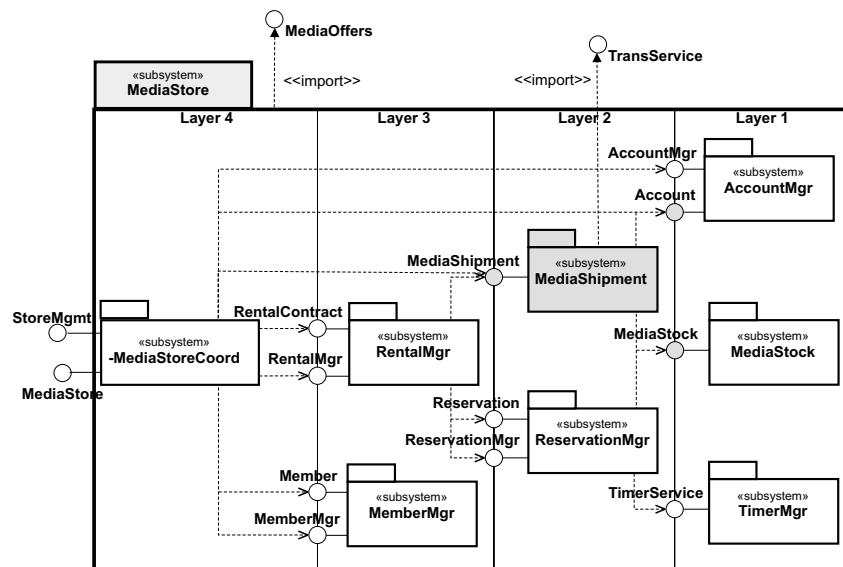 MediaOffers
TransService
<<import>>
<<import>>
«subsystem»
MediaStore
Layer 4
Layer 3
Layer 2
Layer 1
AccountMgr
«subsystem»
AccountMgr
Account
MediaShipment
«subsystem»
MediaShipment
StoreMgmt
«subsystem»
-MediaStoreCoord
MediaStore
RentalContract
RentalMgr
«subsystem»
RentalMgr
MediaStock
«subsystem»
MediaStock
Reservation
ReservationMgr
«subsystem»
ReservationMgr
Member
MemberMgr
«subsystem»
MemberMgr
TimerService
«subsystem»
TimerMgr